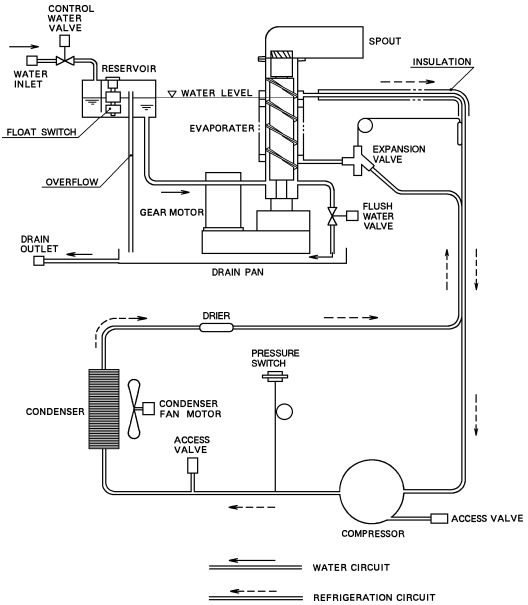 CONTROL
WATER
VALVE
SPOUT
WATER
INLET
RESERVOIR
INSULATION
WATER LEVEL
FLOAT SWITCH
EVAPORATER
EXPANSION
VALVE
OVERFLOW
GEAR MOTOR
FLUSH
WATER
VALVE
DRAIN
OUTLET
DRAIN PAN
DRIER
PRESSURE
SWITCH
CONDENSER
CONDENSER
FAN MOTOR
ACCESS
VALVE
ACCESS VALVE
COMPRESSOR
WATER CIRCUIT
REFRIGERATION CIRCUIT